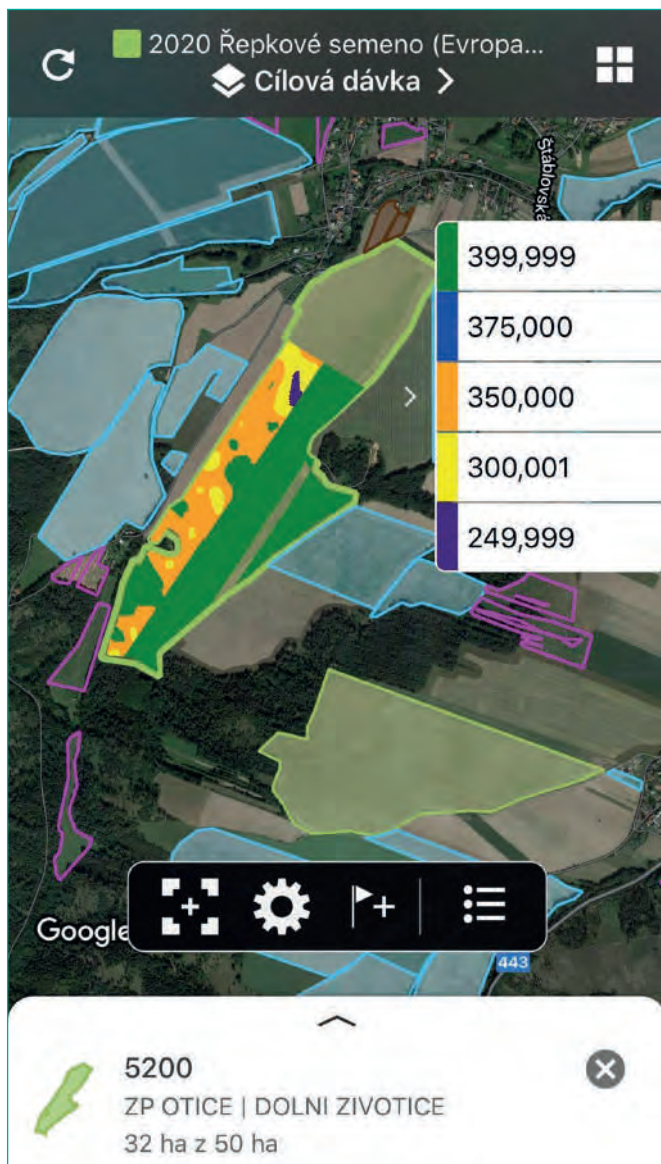 2020 Řepkové semeno (Evropa...
Cílová dávka
Štáblovská
399,999
375,000
350,000
300,001
249,999
Google
443
5200
ZP OTICE | DOLNI ZIVOTICE
32 ha z 50 ha